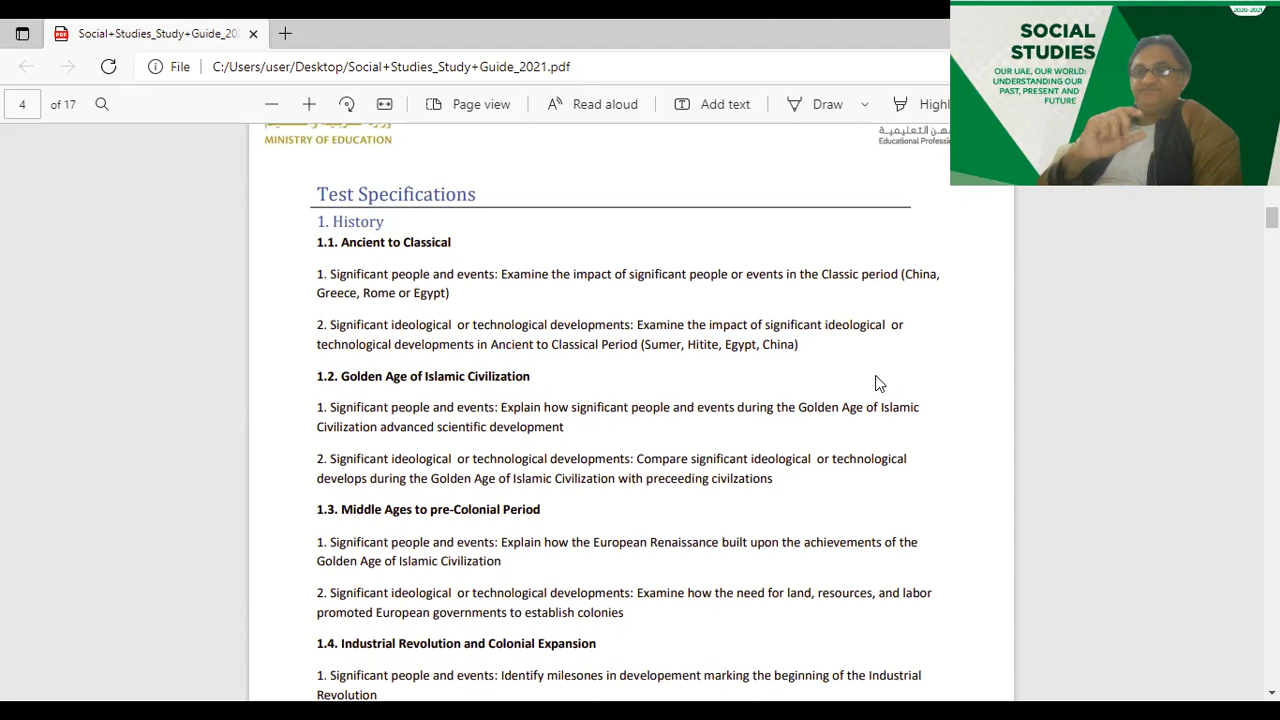 Social+Studies_Study+Guide_202
File
C:/Users/user/Desktop/Social+Studies_Study+Guide_2021.pdf
4
of 17
Page view
Read aloud
Add text
Draw
Highl
2020-2021
SOCIAL
STUDIES
OUR UAE, OUR WORLD:
UNDERSTANDING OUR
PAST, PRESENT AND
FUTURE
MINISTRY OF EDUCATION
Educational Profession
Test Specifications
1. History
1.1. Ancient to Classical
1. Significant people and events: Examine the impact of significant people or events in the Classic period (China,
Greece, Rome or Egypt)
2. Significant ideological or technological developments: Examine the impact of significant ideological or
technological developments in Ancient to Classical Period (Sumer, Hitite, Egypt, China)
1.2. Golden Age of Islamic Civilization
1. Significant people and events: Explain how significant people and events during the Golden Age of Islamic
Civilization advanced scientific development
2. Significant ideological or technological developments: Compare significant ideological or technological
develops during the Golden Age of Islamic Civilization with preceeding civilzations
1.3. Middle Ages to pre-Colonial Period
1. Significant people and events: Explain how the European Renaissance built upon the achievements of the
Golden Age of Islamic Civilization
2. Significant ideological or technological developments: Examine how the need for land, resources, and labor
promoted European governments to establish colonies
1.4. Industrial Revolution and Colonial Expansion
1. Significant people and events: Identify milesones in developement marking the beginning of the Industrial
Revolution